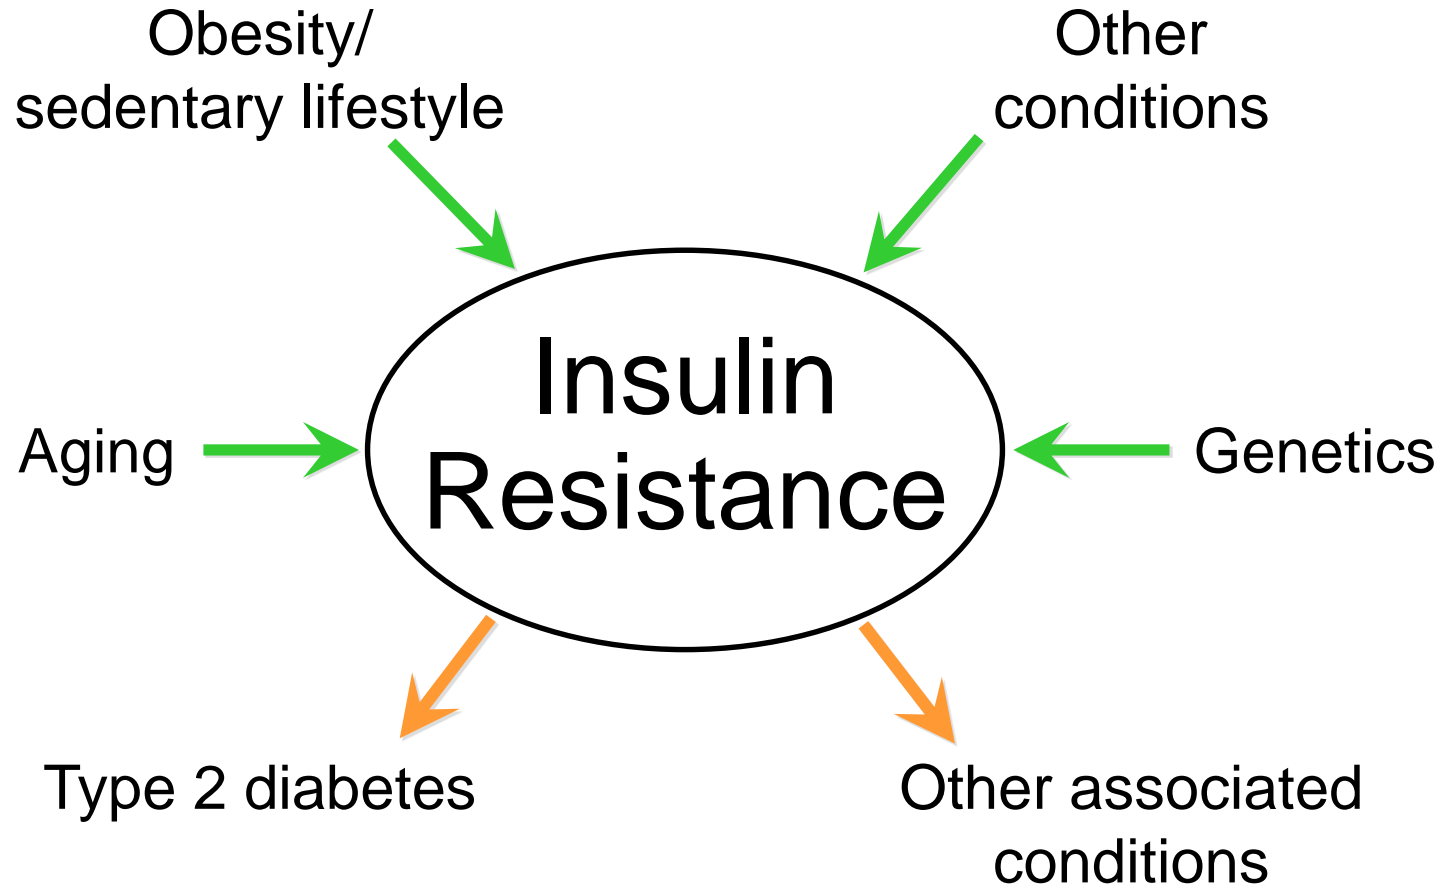 Obesity/
sedentary lifestyle
Other
conditions
Insulin
Resistance
Aging
Genetics
Type 2 diabetes
Other associated
conditions